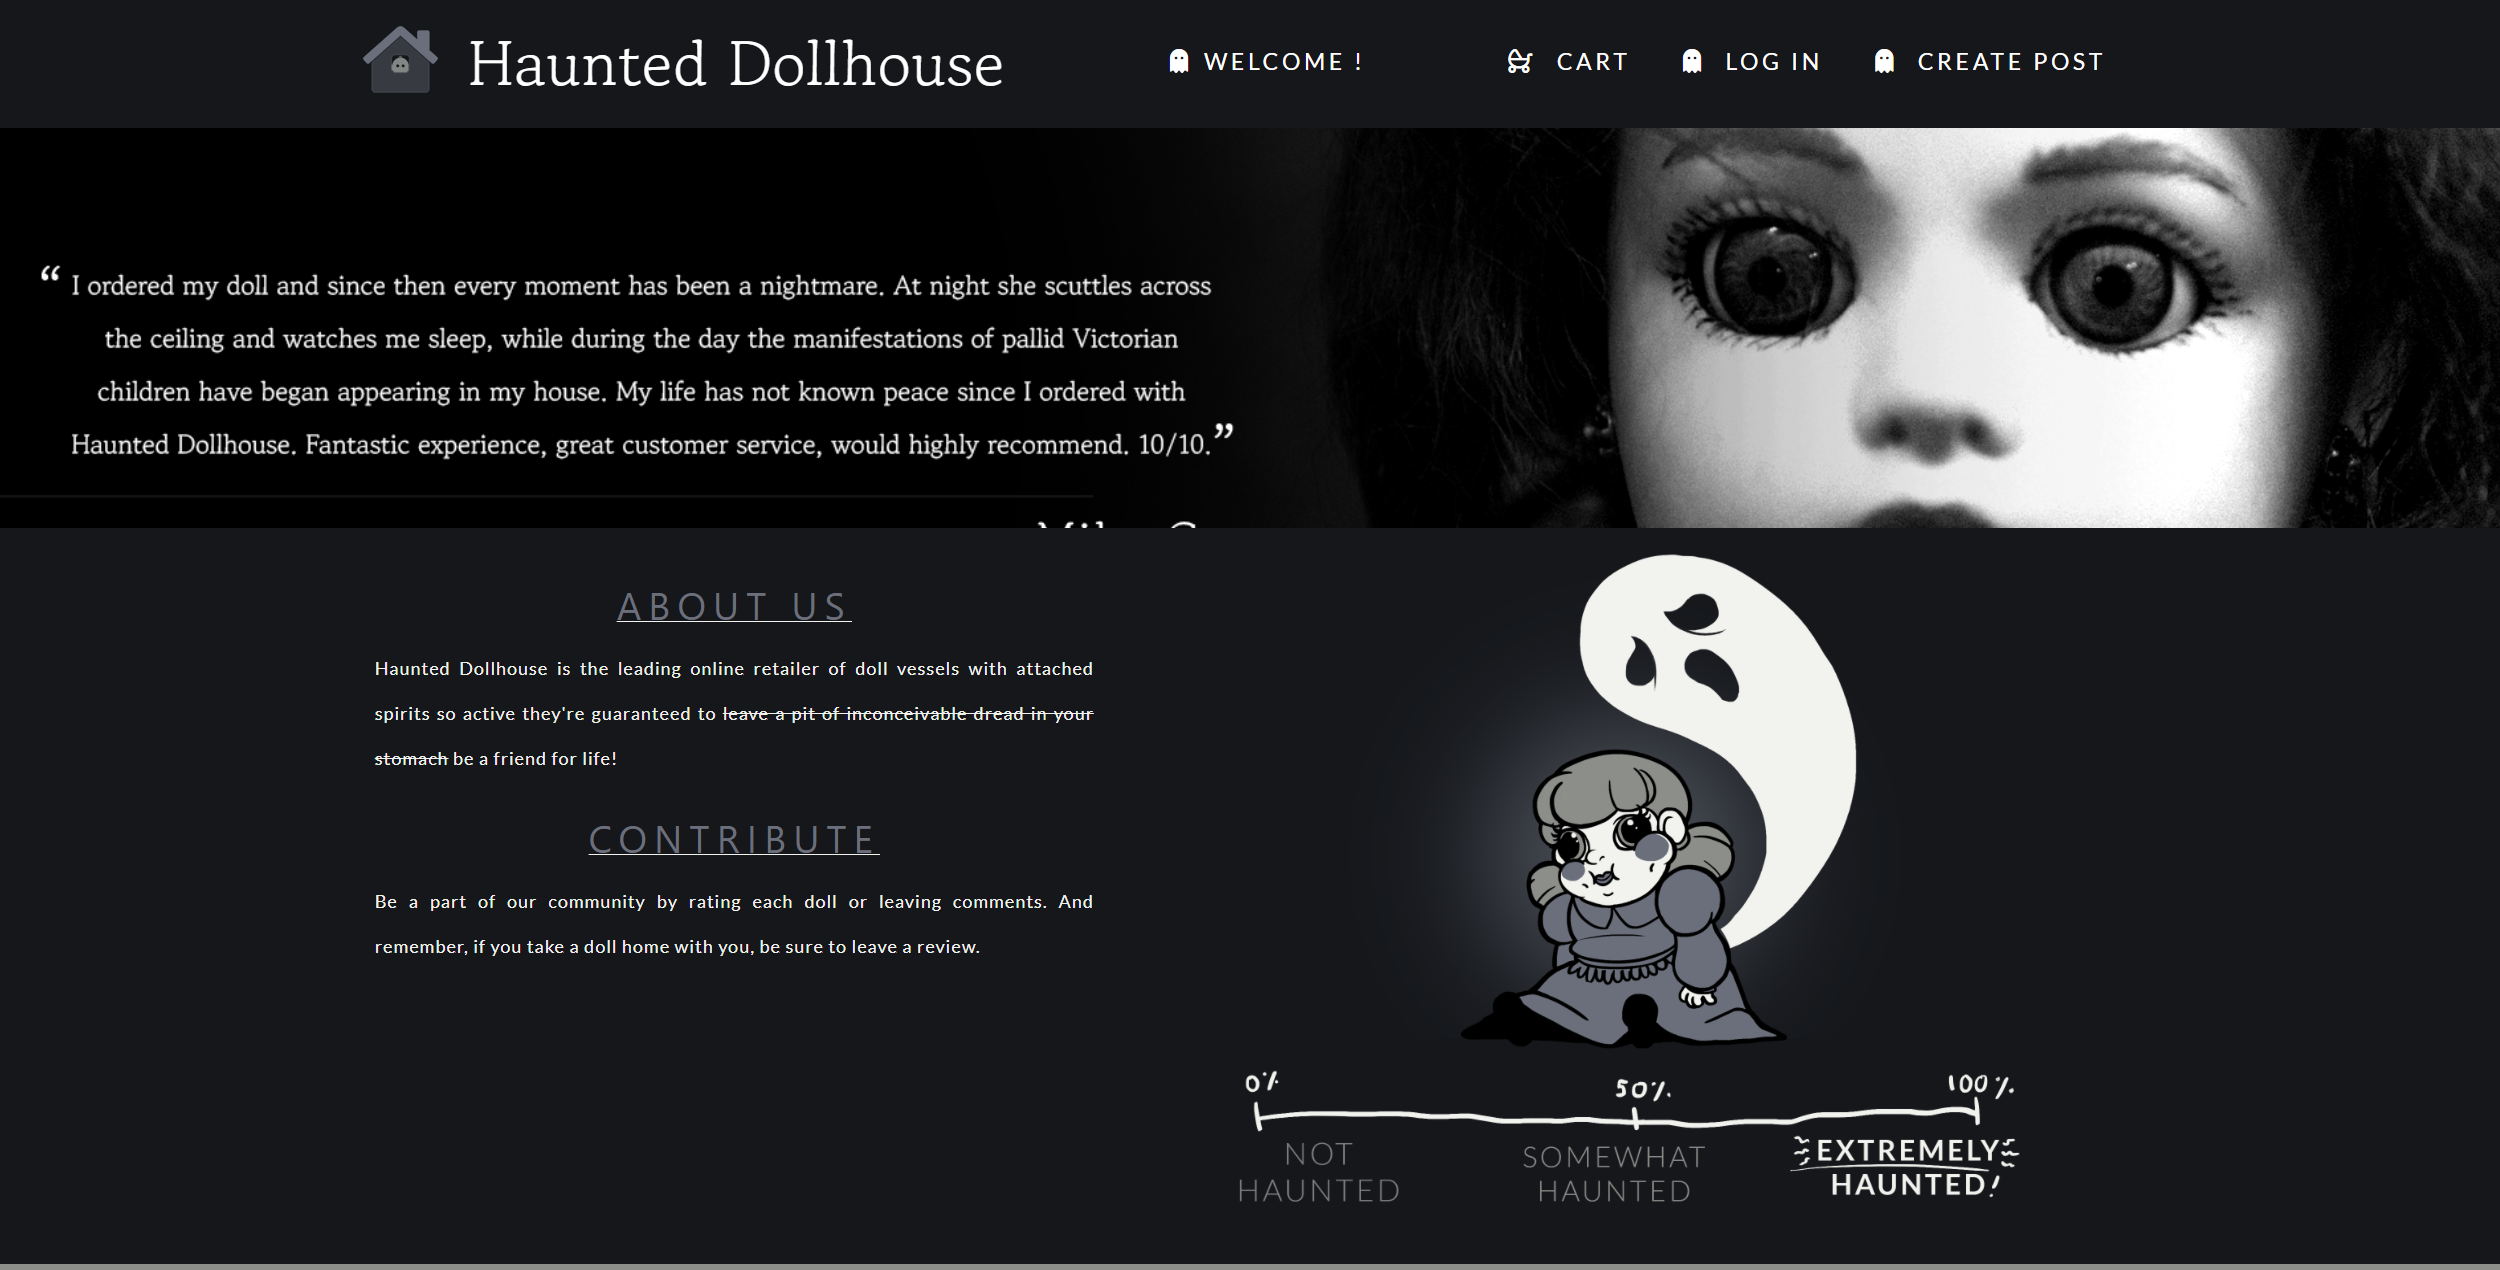 Haunted Dollhouse
WELCOME !
CART
LOG IN
CREATE POST
“ I ordered my doll and since then every moment has been a nightmare. At night she scuttles across
the ceiling and watches me sleep, while during the day the manifestations of pallid Victorian
children have began appearing in my house. My life has not known peace since I ordered with
Haunted Dollhouse. Fantastic experience, great customer service, would highly recommend. 10/10.”
ABOUT US
Haunted Dollhouse is the leading online retailer of doll vessels with attached
spirits so active they're guaranteed to leave a pit of inconceivable dread in your
stomach be a friend for life!
CONTRIBUTE
Be a part of our community by rating each doll or leaving comments. And
remember, if you take a doll home with you, be sure to leave a review.
0% 50% 100%
NOT
HAUNTED
SOMEWHAT
HAUNTED
EXTREMELY
HAUNTED!